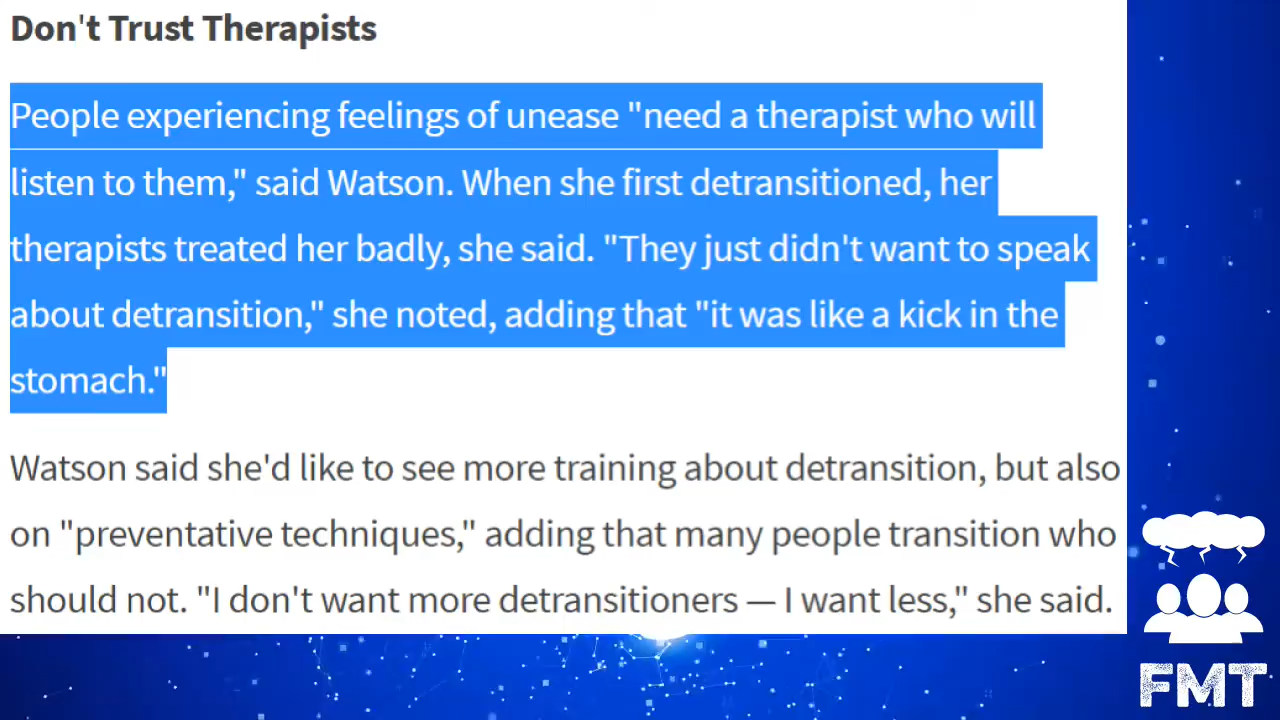 Don't Trust Therapists
People experiencing feelings of unease "need a therapist who will
listen to them," said Watson. When she first detransitioned, her
therapists treated her badly, she said. "They just didn't want to speak
about detransition," she noted, adding that "it was like a kick in the
stomach."
Watson said she'd like to see more training about detransition, but also
on "preventative techniques," adding that many people transition who
should not. "I don't want more detransitioners — I want less," she said.
FMT